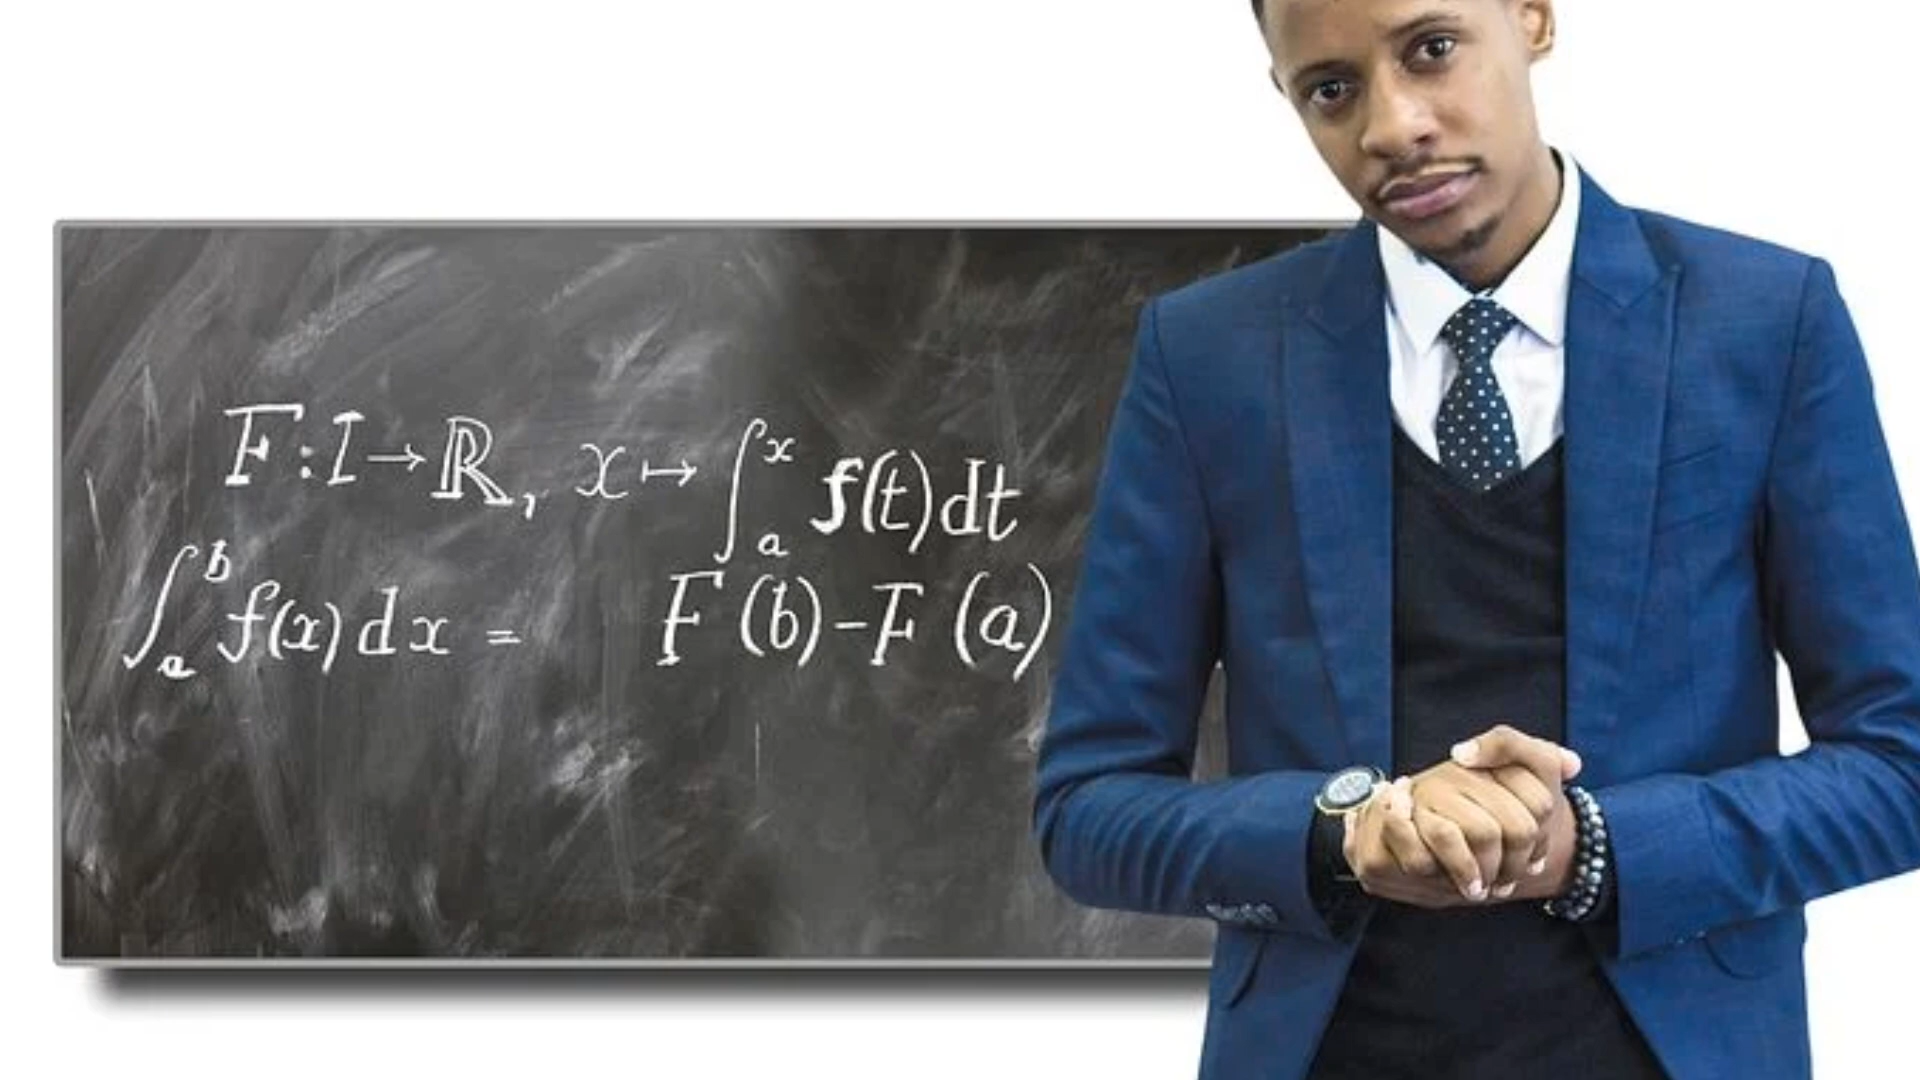 F:I→ℝ, x↦∫ₐˣ f(t)dt
∫ₐᵇ f(x)dx = F(b)-F(a)